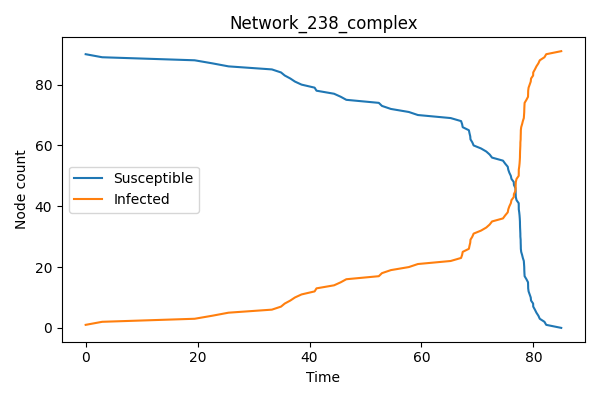 Network_238_complex
Node count
80
60
40
20
0
Susceptible
Infected
0 20 40 60 80
Time